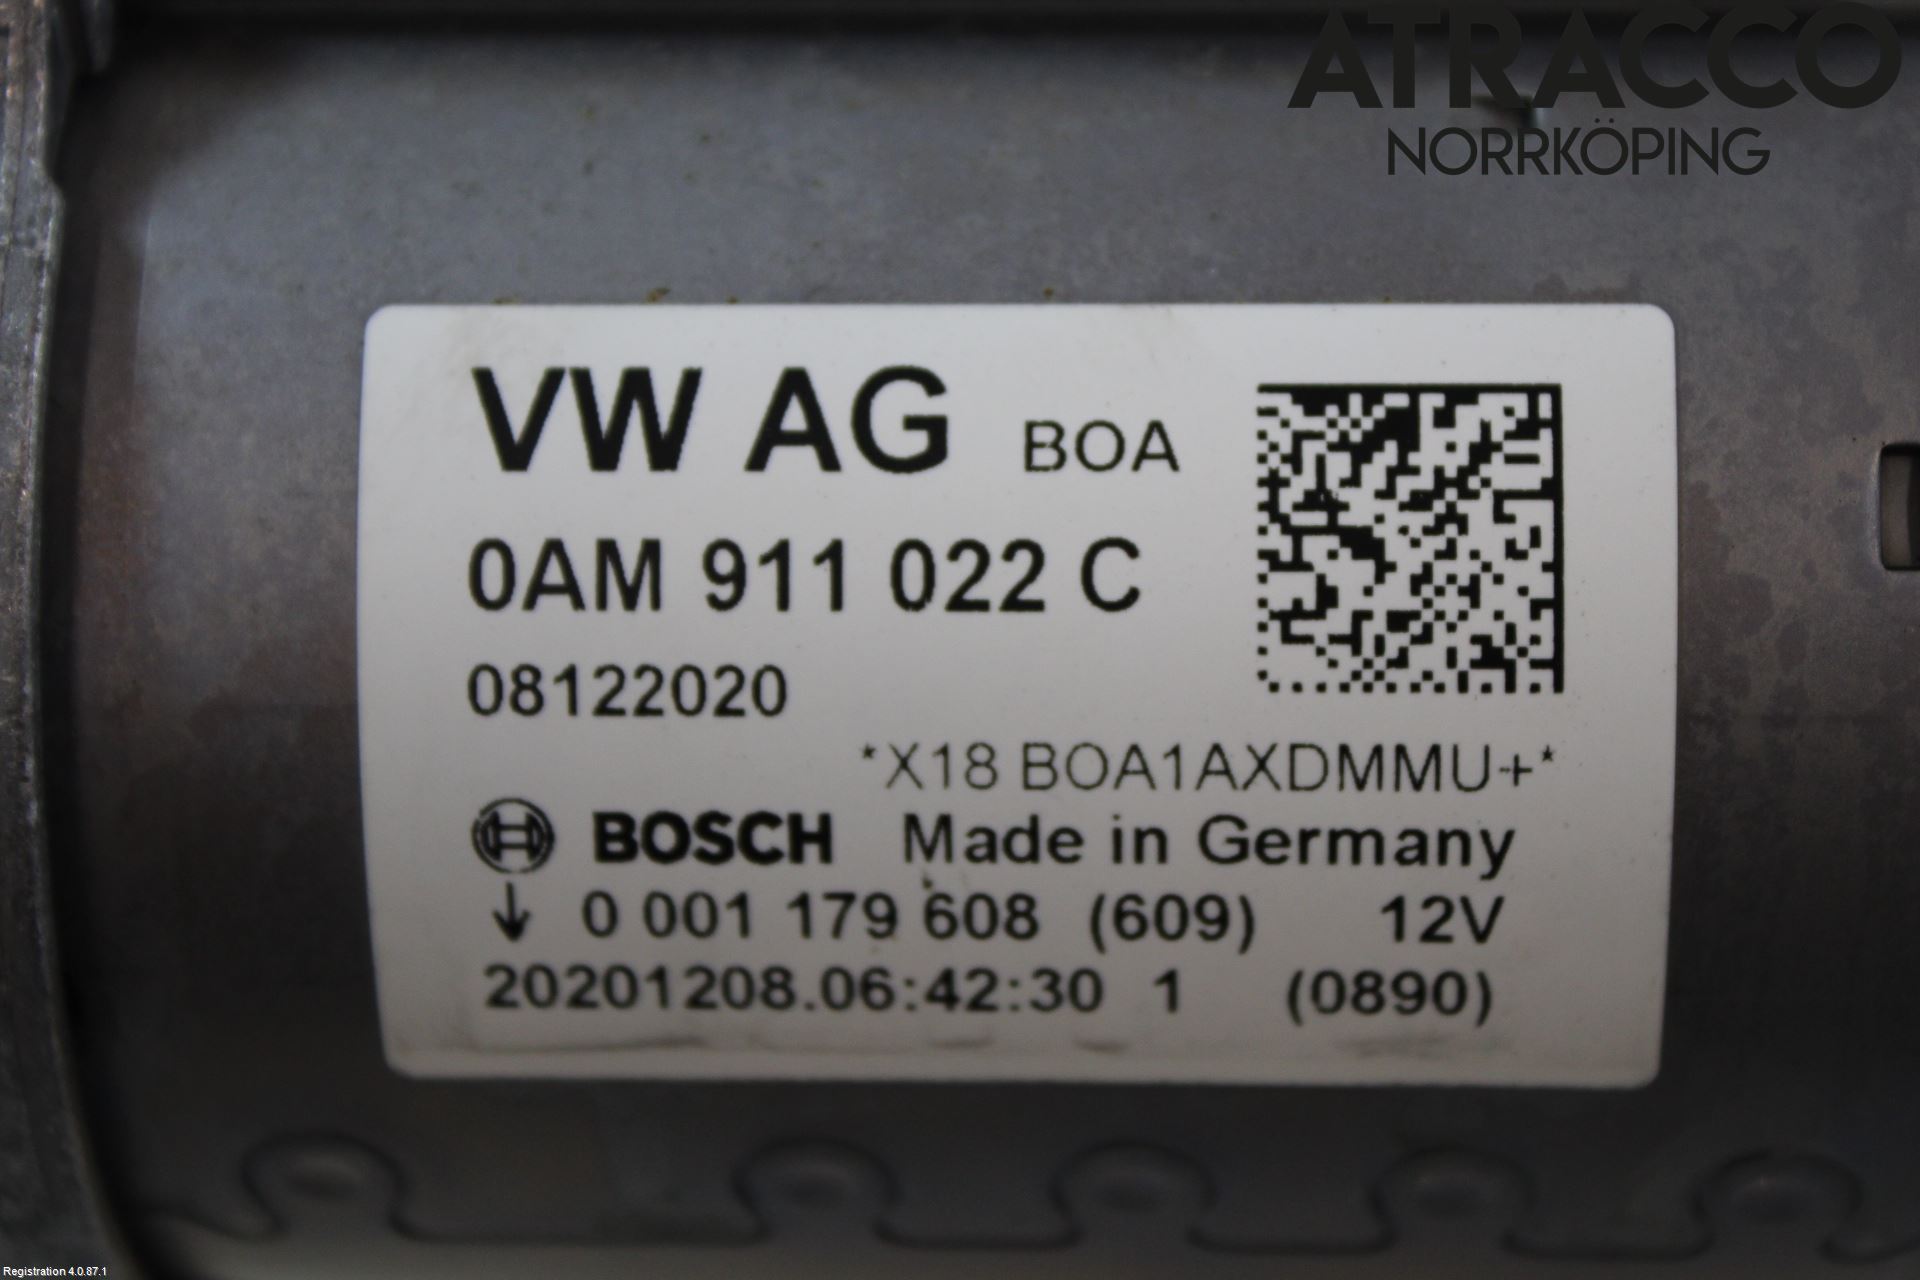 ATRACCO
NORRKÖPING
VW AG BOA
0AM 911 022 C
08122020
*X18 BOA1AXDMMU+*
BOSCH Made in Germany
↓ 0 001 179 608 (609) 12V
20201208.06:42:30 1 (0890)
Registration 4.0.87.1